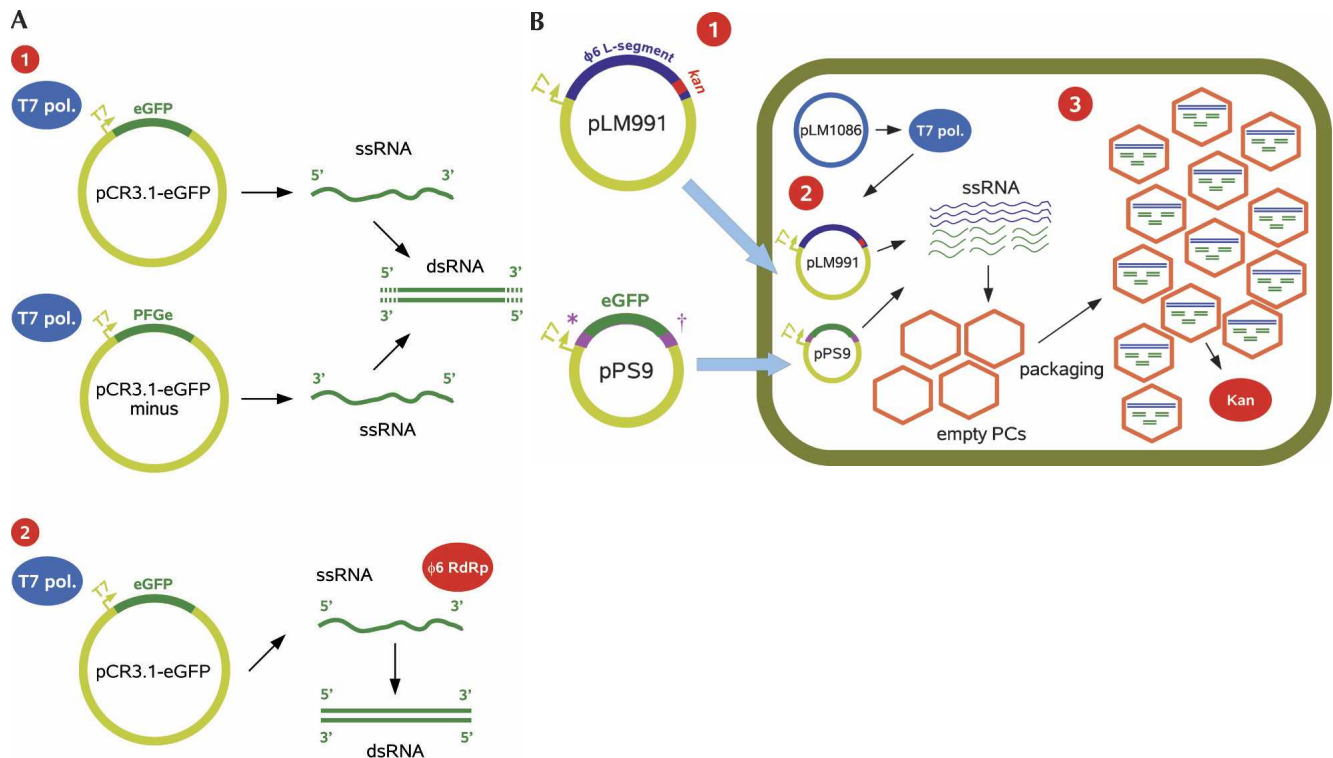 A
1
T7 pol.
T7
eGFP
pCR3.1-eGFP
ssRNA
5’ 3’
dsRNA
5’ 3’
3’ 5’
T7 pol.
T7
PFGe
pCR3.1-eGFP
minus
3’ 5’
ssRNA
2
T7 pol.
T7
eGFP
pCR3.1-eGFP
ssRNA
ϕ6 RdRp
5’ 3’
5’ 3’
3’ 5’
dsRNA
B
1
ϕ6 L-segment
kan
T7
pLM991
eGFP
*
†
T7
pPS9
pLM1086
T7 pol.
2
T7
pLM991
T7
pPS9
ssRNA
empty PCs
packaging
3
Kan